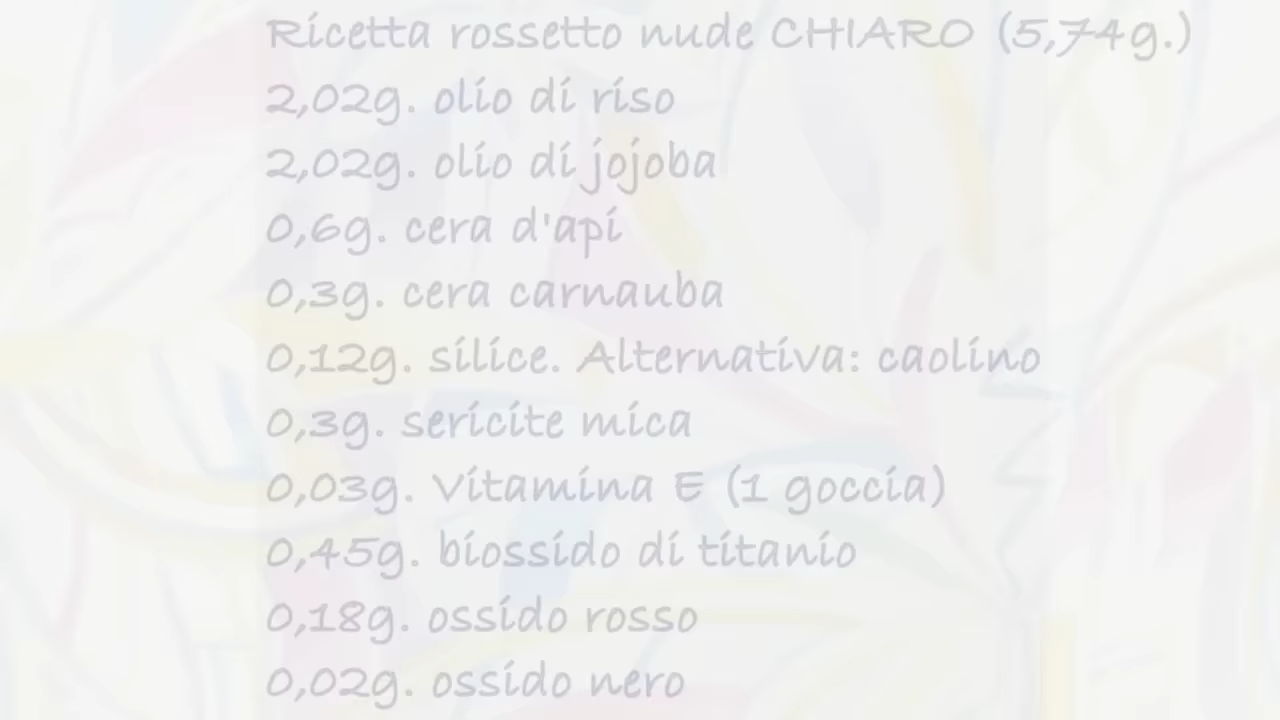 Ricetta rossetto nude CHIARO (5,74g.)
2,02g. olio di riso
2,02g. olio di jojoba
0,6g. cera d'api
0,3g. cera carnauba
0,12g. silice. Alternativa: caolino
0,3g. sericite mica
0,03g. Vitamina E (1 goccia)
0,45g. biossido di titanio
0,18g. ossido rosso
0,02g. ossido nero